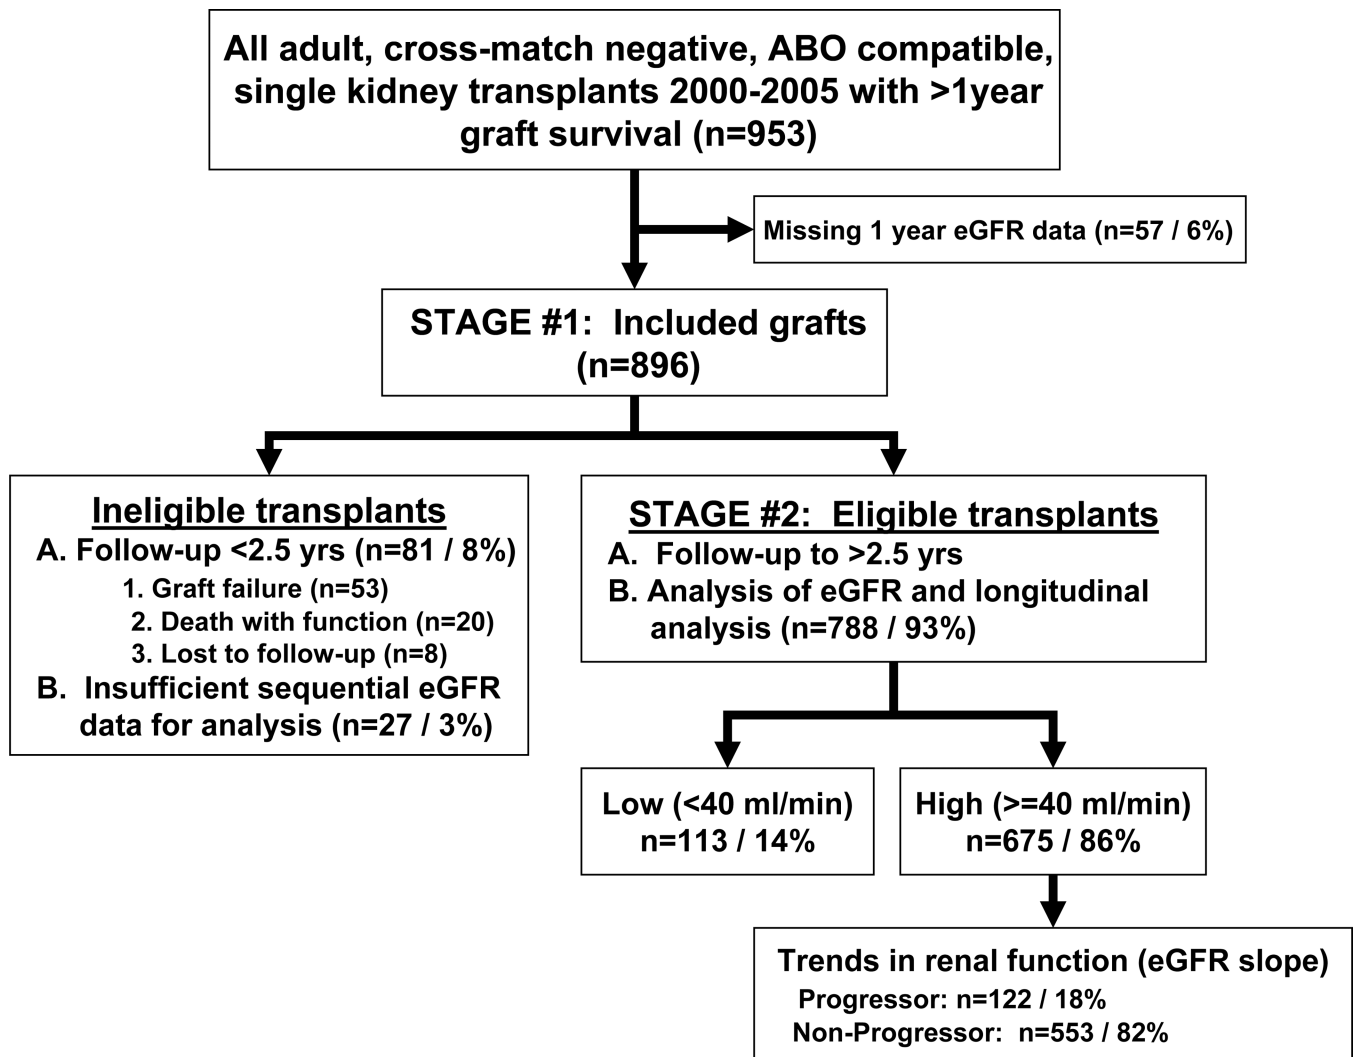 All adult, cross-match negative, ABO compatible,
single kidney transplants 2000-2005 with >1year
graft survival (n=953)
Missing 1 year eGFR data (n=57 / 6%)
STAGE #1:  Included grafts
(n=896)
Ineligible transplants
A. Follow-up <2.5 yrs (n=81 / 8%)
1. Graft failure (n=53)
2. Death with function (n=20)
3. Lost to follow-up (n=8)
B.  Insufficient sequential eGFR
data for analysis (n=27 / 3%)
STAGE #2:  Eligible transplants
A.  Follow-up to >2.5 yrs
B. Analysis of eGFR and longitudinal
analysis (n=788 / 93%)
Low (<40 ml/min)
n=113 / 14%
High (>=40 ml/min)
n=675 / 86%
Trends in renal function (eGFR slope)
Progressor: n=122 / 18%
Non-Progressor:  n=553 / 82%